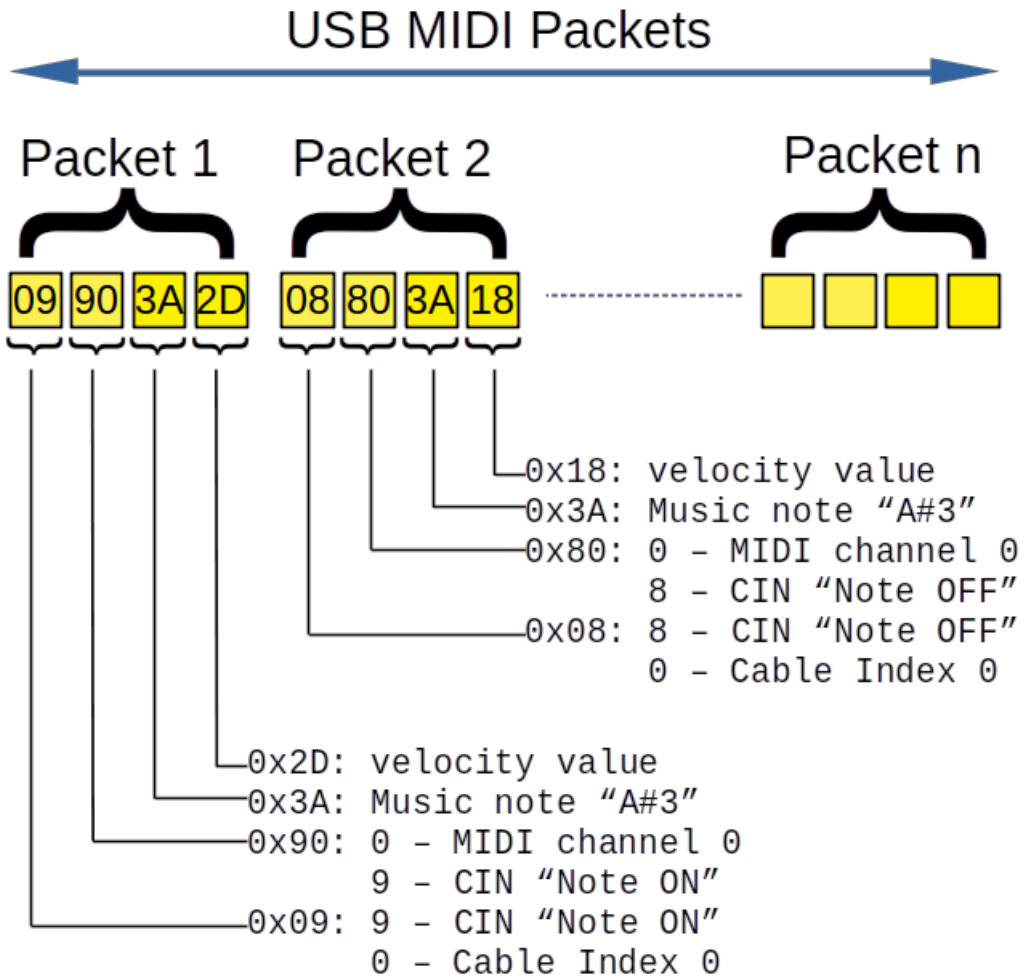 USB MIDI Packets
Packet 1 Packet 2 Packet n
09 90 3A 2D 08 80 3A 18
0x18: velocity value
0x3A: Music note “A#3”
0x80: 0 – MIDI channel 0
8 – CIN “Note OFF”
0x08: 8 – CIN “Note OFF”
0 – Cable Index 0
0x2D: velocity value
0x3A: Music note “A#3”
0x90: 0 – MIDI channel 0
9 – CIN “Note ON”
0x09: 9 – CIN “Note ON”
0 – Cable Index 0